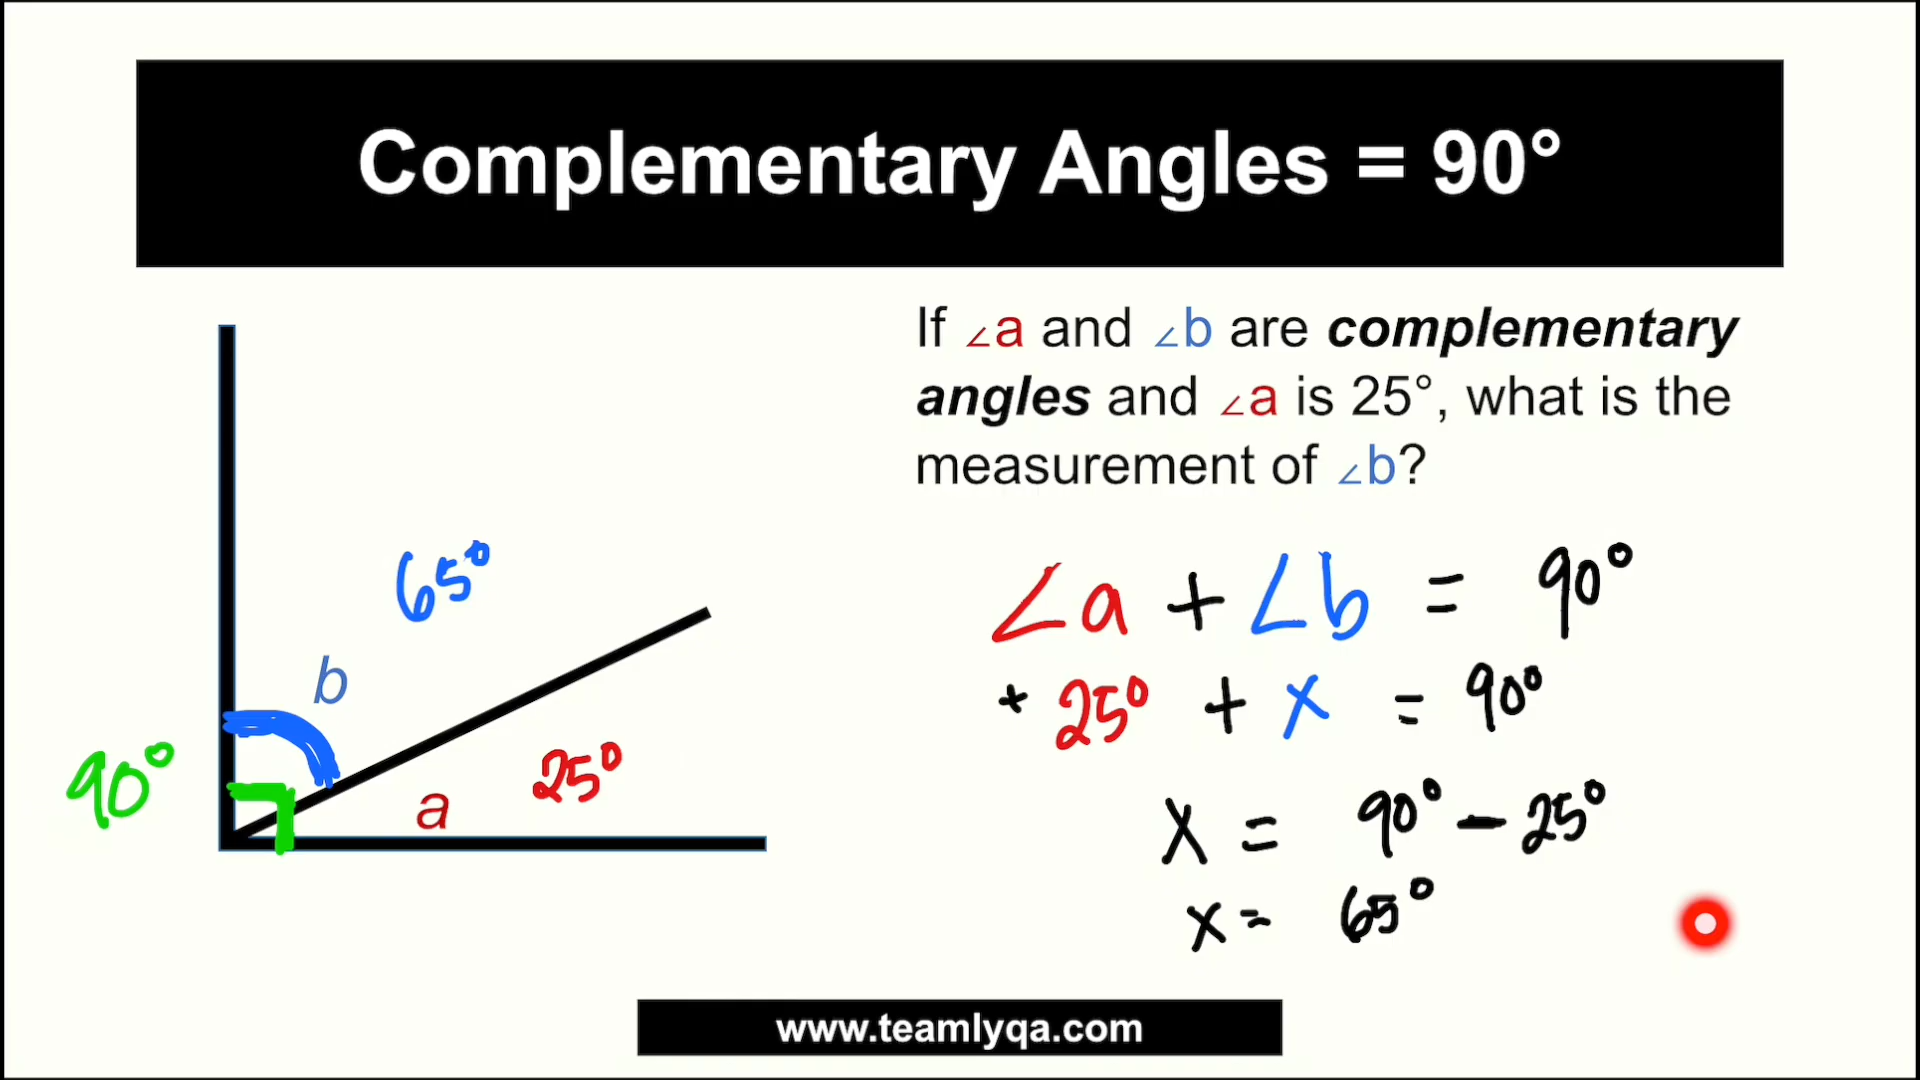 Complementary Angles = 90°
If ∠a and ∠b are complementary
angles and ∠a is 25°, what is the
measurement of ∠b?
65°
b
90°
25°
a
∠a + ∠b = 90°
+ 25° + x = 90°
x = 90° - 25°
x = 65°
www.teamlyqa.com